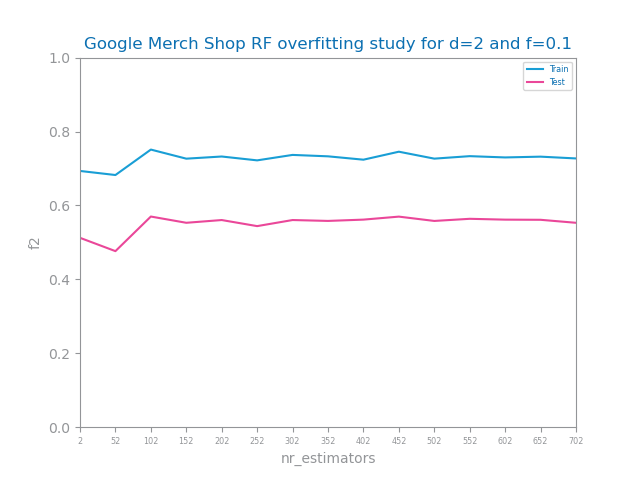 Google Merch Shop RF overfitting study for d=2 and f=0.1
1.0
Train
Test
0.8
0.6
f2
0.4
0.2
0.0
2 52 102 152 202 252 302 352 402 452 502 552 602 652 702
nr_estimators